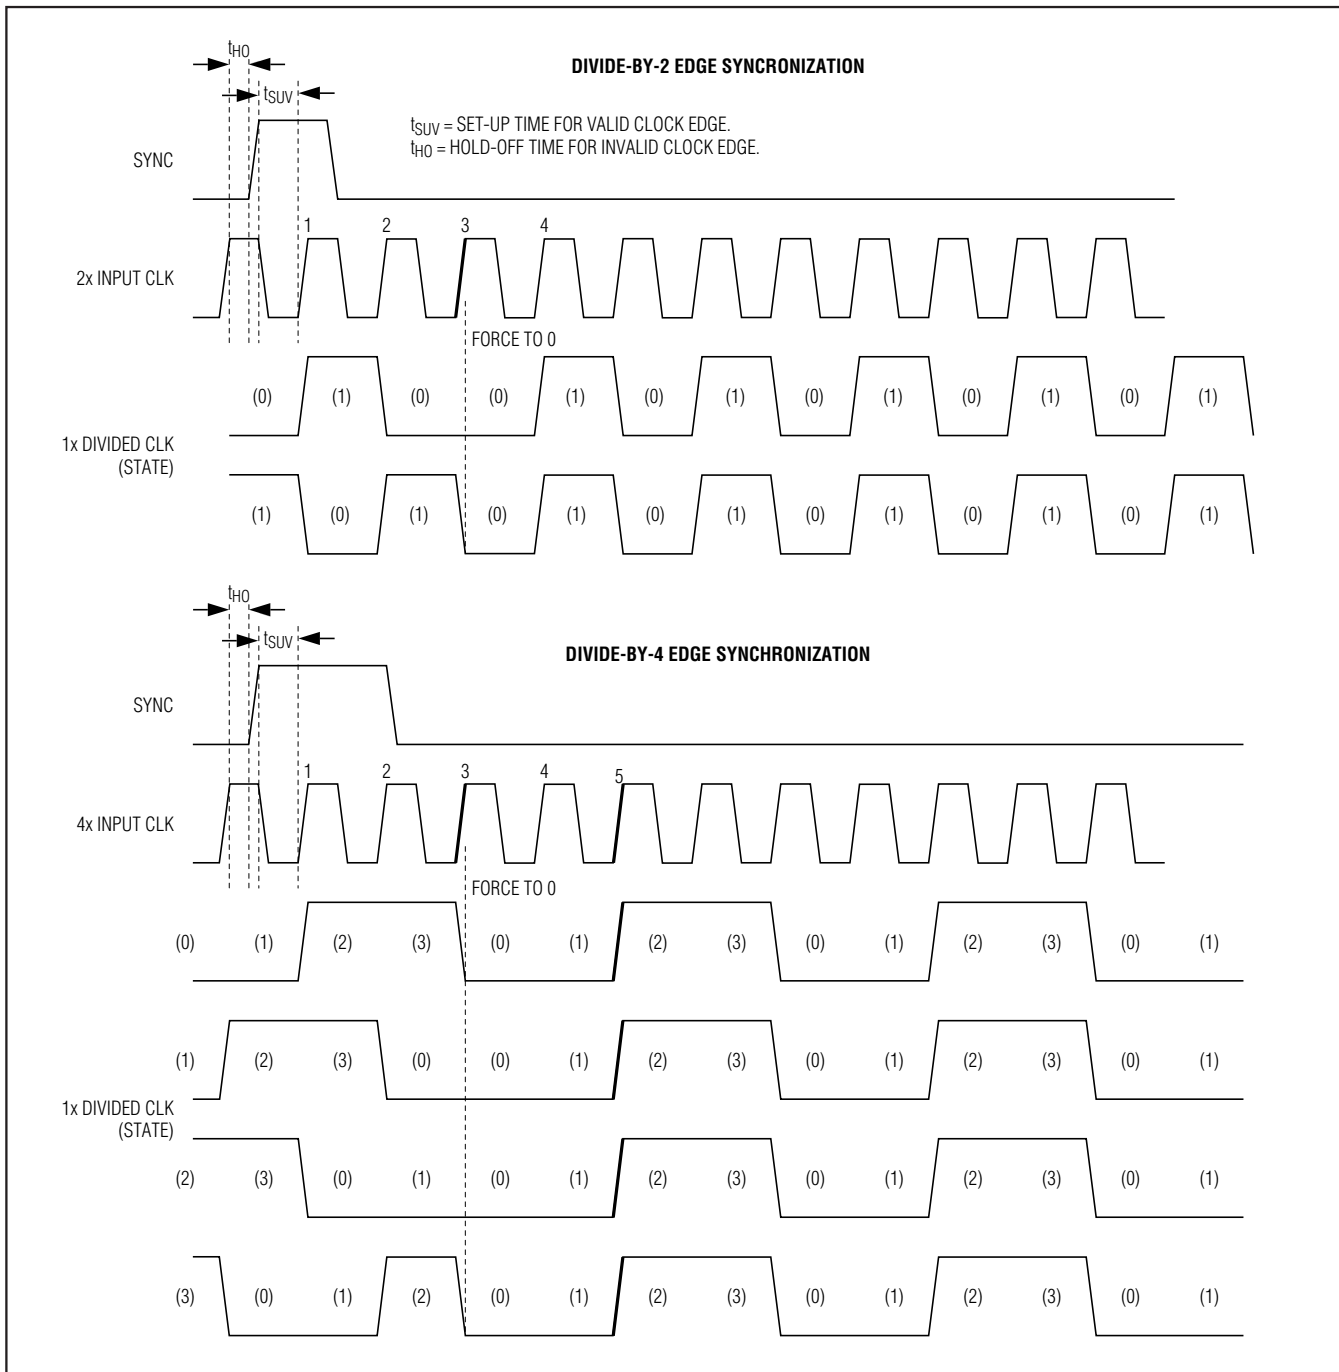 tHO
DIVIDE-BY-2 EDGE SYNCRONIZATION
tSUV
tSUV = SET-UP TIME FOR VALID CLOCK EDGE.
tHO = HOLD-OFF TIME FOR INVALID CLOCK EDGE.
SYNC
1 2 3 4
2x INPUT CLK
FORCE TO 0
(0) (1) (0) (0) (1) (0) (1) (0) (1) (0) (1) (0) (1)
1x DIVIDED CLK
(STATE)
(1) (0) (1) (0) (1) (0) (1) (0) (1) (0) (1) (0) (1)
tHO
tSUV
DIVIDE-BY-4 EDGE SYNCHRONIZATION
SYNC
1 2 3 4 5
4x INPUT CLK
FORCE TO 0
(0) (1) (2) (3) (0) (1) (2) (3) (0) (1) (2) (3) (0) (1)
(1) (2) (3) (0) (0) (1) (2) (3) (0) (1) (2) (3) (0) (1)
1x DIVIDED CLK
(STATE)
(2) (3) (0) (1) (0) (1) (2) (3) (0) (1) (2) (3) (0) (1)
(3) (0) (1) (2) (0) (1) (2) (3) (0) (1) (2) (3) (0) (1)